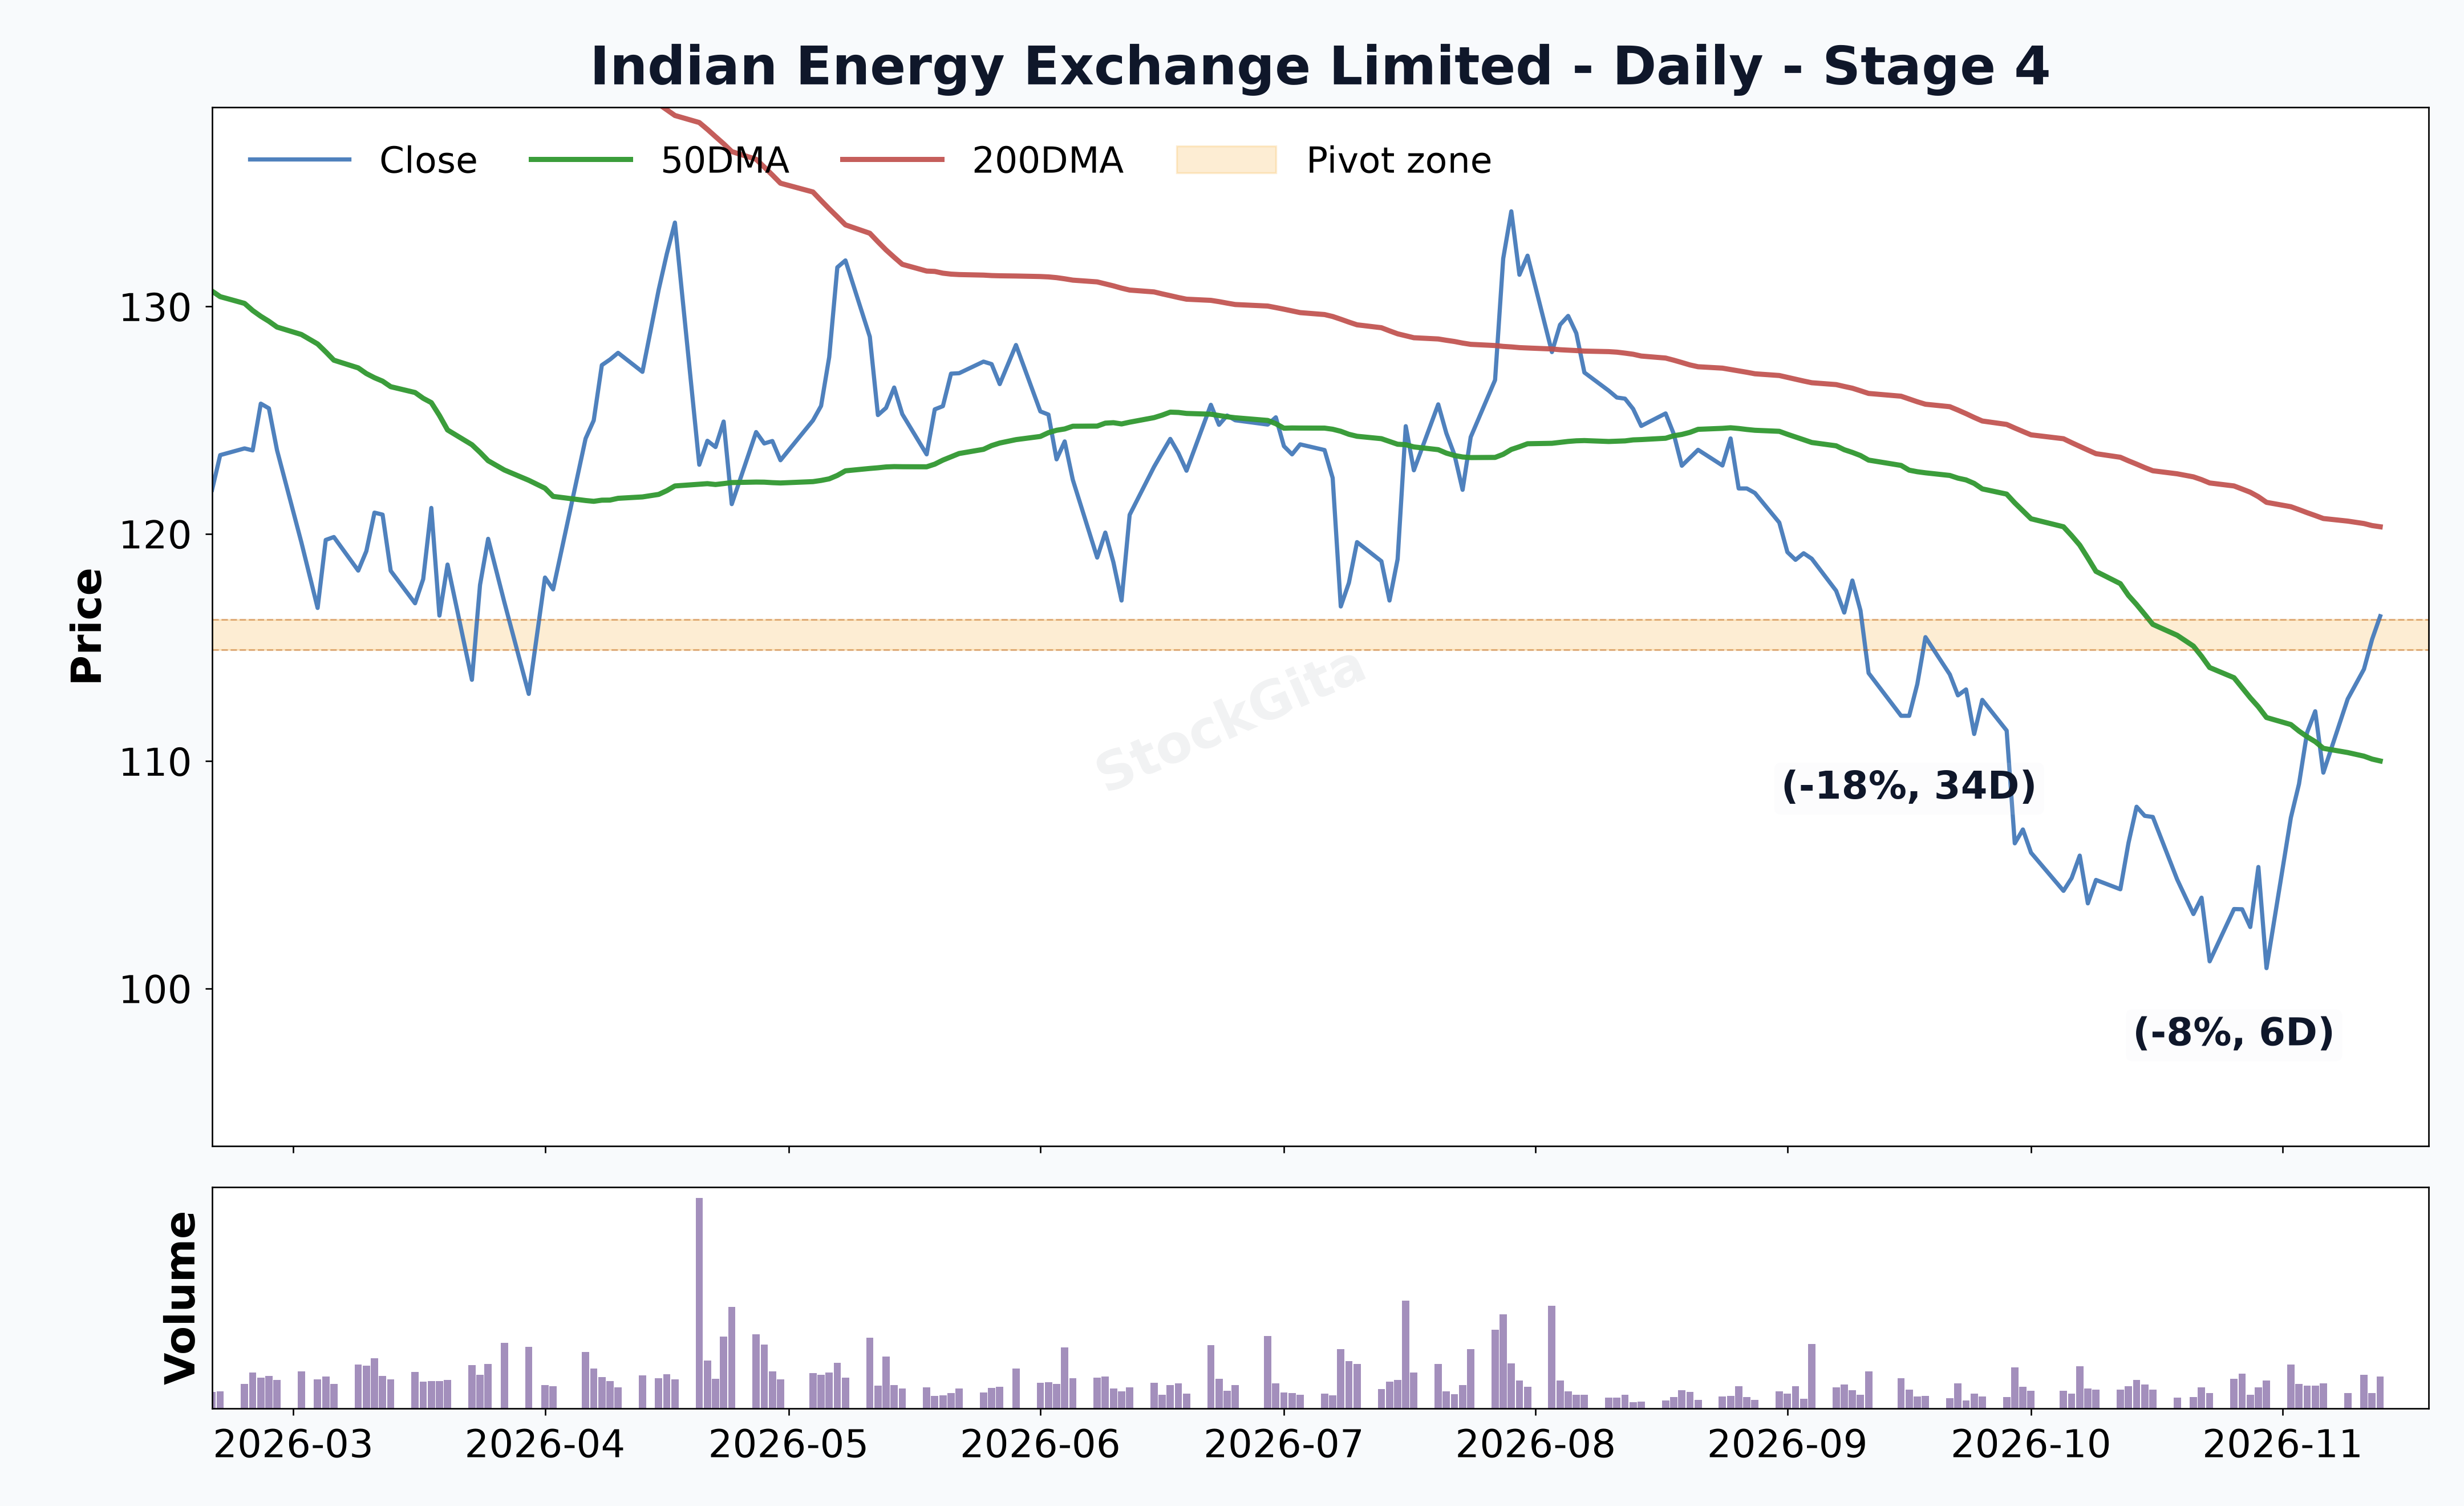 Indian Energy Exchange Limited - Daily - Stage 4
Close 50DMA 200DMA Pivot zone
130
120
110
100
Price
StockGita
(-18%, 34D)
(-8%, 6D)
Volume
2026-03 2026-04 2026-05 2026-06 2026-07 2026-08 2026-09 2026-10 2026-11